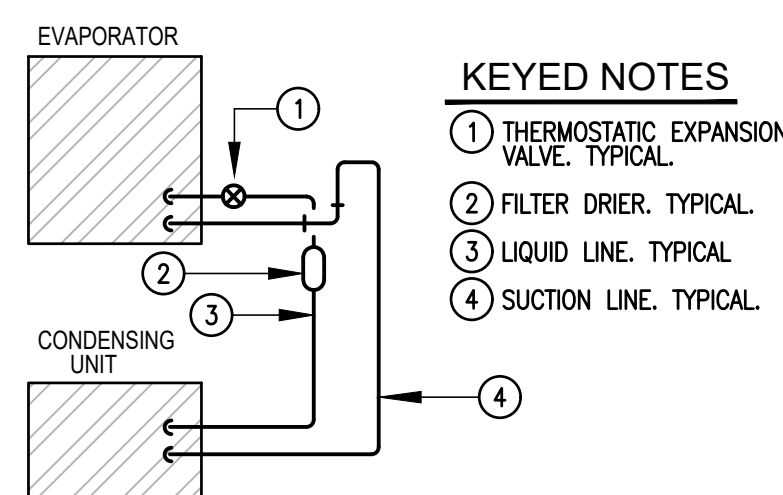 EVAPORATOR
1
2
3
CONDENSING
UNIT
4
KEYED NOTES
1 THERMOSTATIC EXPANSION
VALVE. TYPICAL.
2 FILTER DRIER. TYPICAL.
3 LIQUID LINE. TYPICAL
4 SUCTION LINE. TYPICAL.